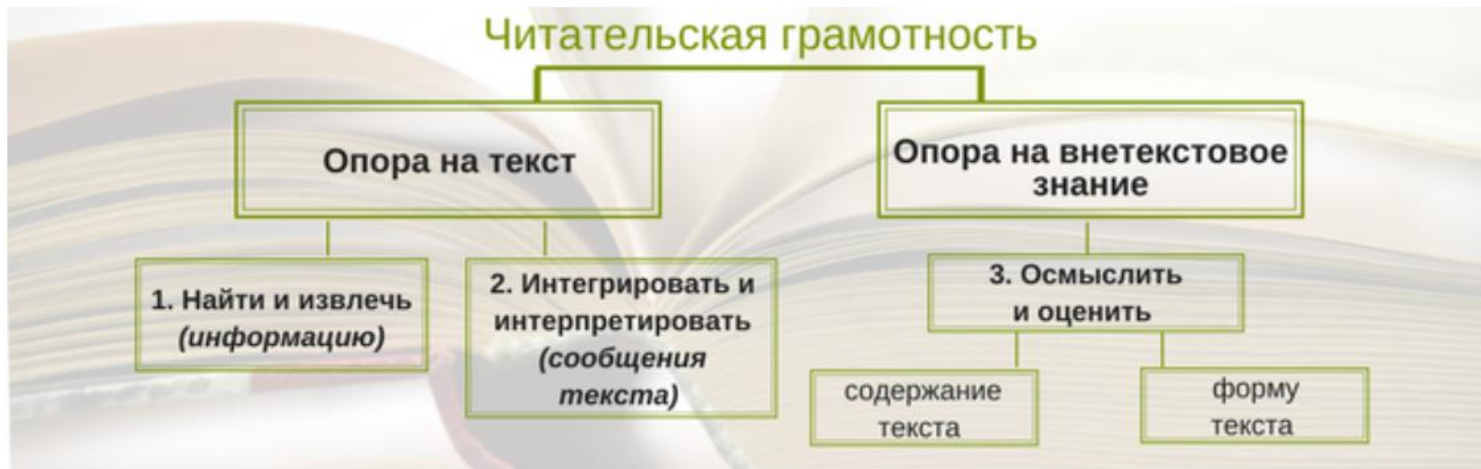 Читательская грамотность
Опора на текст
Опора на внетекстовое
знание
1. Найти и извлечь
(информацию)
2. Интегрировать и
интерпретировать
(сообщения
текста)
3. Осмыслить
и оценить
содержание
текста
форму
текста